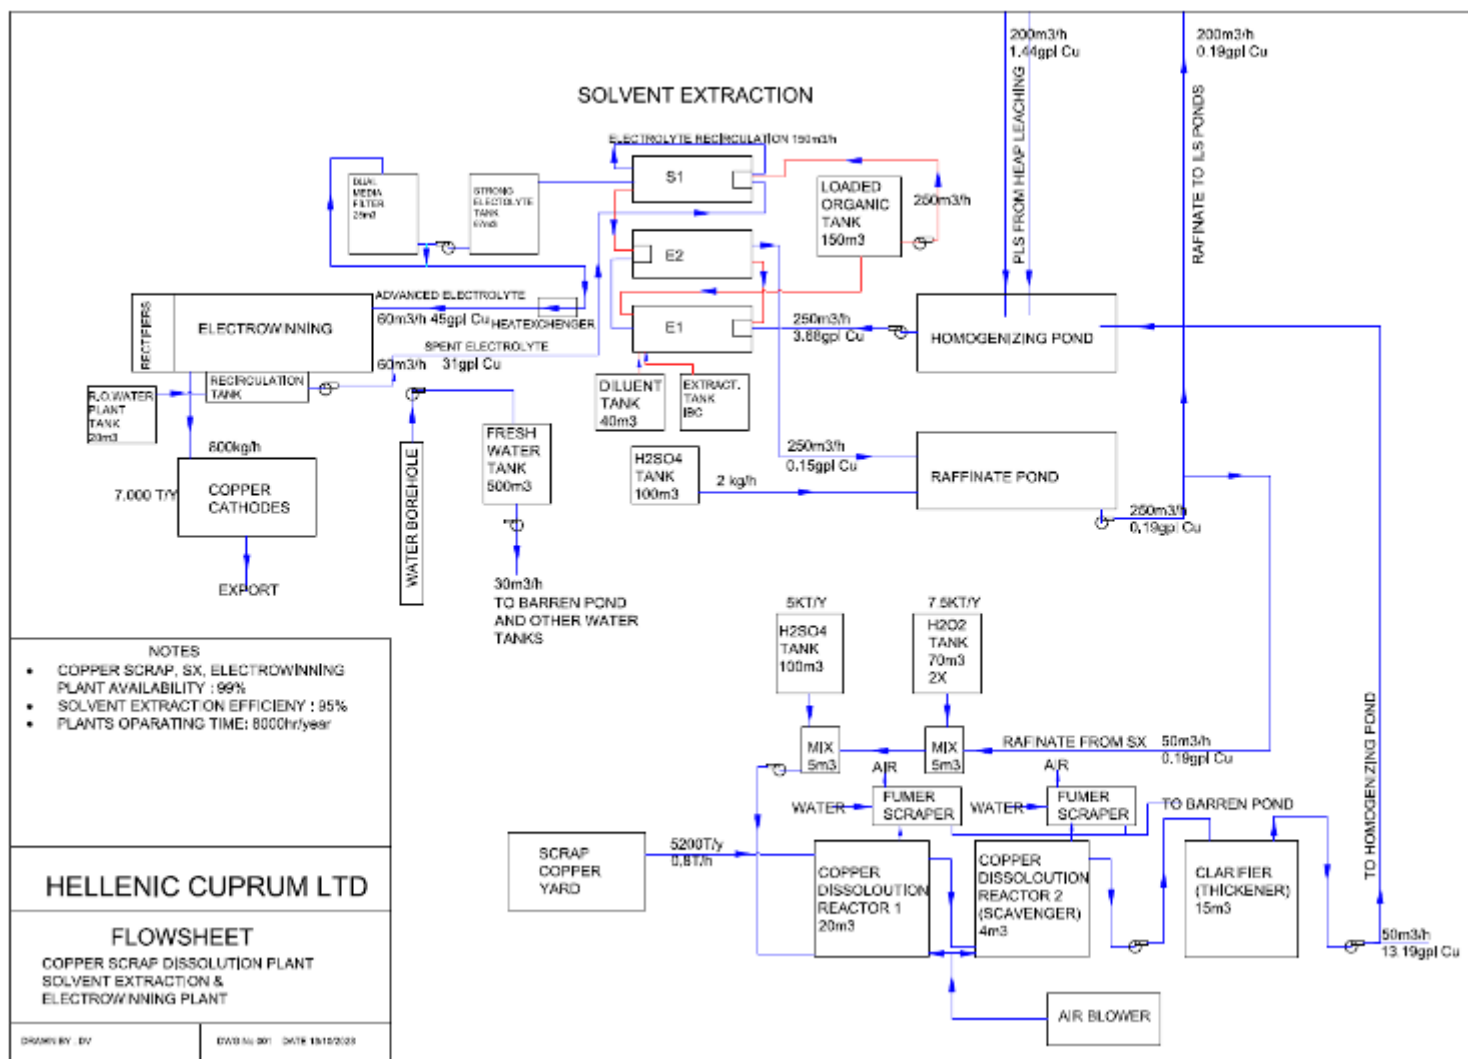 200m3/h
1.44gpl Cu
200m3/h
0.19gpl Cu
PLS FROM HEAP LEACHING
RAFINATE TO ILS PONDS
SOLVENT EXTRACTION
ELECTROLYTE RECIRCULATION 150m3/h
S1
DUAL
MEDIA
FILTER
STRONG
TANK
LOADED
ORGANIC
TANK
150m3
250m3/h
E2
E1
RECTIFIERS
ELECTROWINNING
ADVANCED ELECTROLYTE
60m3/h 45gpl Cu
HEATEXCHENGER
SPENT ELECTROLYTE
60m3/h 31gpl Cu
RECIRCULATION
TANK
R.O.WATER
PLANT
TANK
20m3
250m3/h
3.68gpl Cu
HOMOGENIZING POND
DILUENT
TANK
40m3
EXTRACT.
TANK
IBC
800kg/h
7.000 T/Y
COPPER
CATHODES
EXPORT
WATER BOREHOLE
FRESH
WATER
TANK
500m3
30m3/h
TO BARREN POND
AND OTHER WATER
TANKS
H2SO4
TANK
100m3
2 kg/h
250m3/h
0.15gpl Cu
RAFFINATE POND
250m3/h
0.19gpl Cu
5KT/Y
H2SO4
TANK
100m3
7.5KT/Y
H2O2
TANK
70m3
2X
MIX
5m3
MIX
5m3
RAFINATE FROM SX
50m3/h
0.19gpl Cu
AIR
WATER
FUMER
SCRAPER
AIR
WATER
FUMER
SCRAPER
TO BARREN POND
TO HOMOGENIZING POND
SCRAP
COPPER
YARD
5200T/y
0.8T/h
COPPER
DISSOLOUTION
REACTOR 1
20m3
COPPER
DISSOLOUTION
REACTOR 2
(SCAVENGER)
4m3
CLARIFIER
(THICKENER)
15m3
50m3/h
13.19gpl Cu
AIR BLOWER
NOTES
• COPPER SCRAP, SX, ELECTROWINNING
PLANT AVAILABILITY : 99%
• SOLVENT EXTRACTION EFFICIENY : 95%
• PLANTS OPARATING TIME: 8000hr/year
HELLENIC CUPRUM LTD
FLOWSHEET
COPPER SCRAP DISSOLUTION PLANT
SOLVENT EXTRACTION &
ELECTROWINNING PLANT
DRAWN BY : DV
DWG No 001 DATE